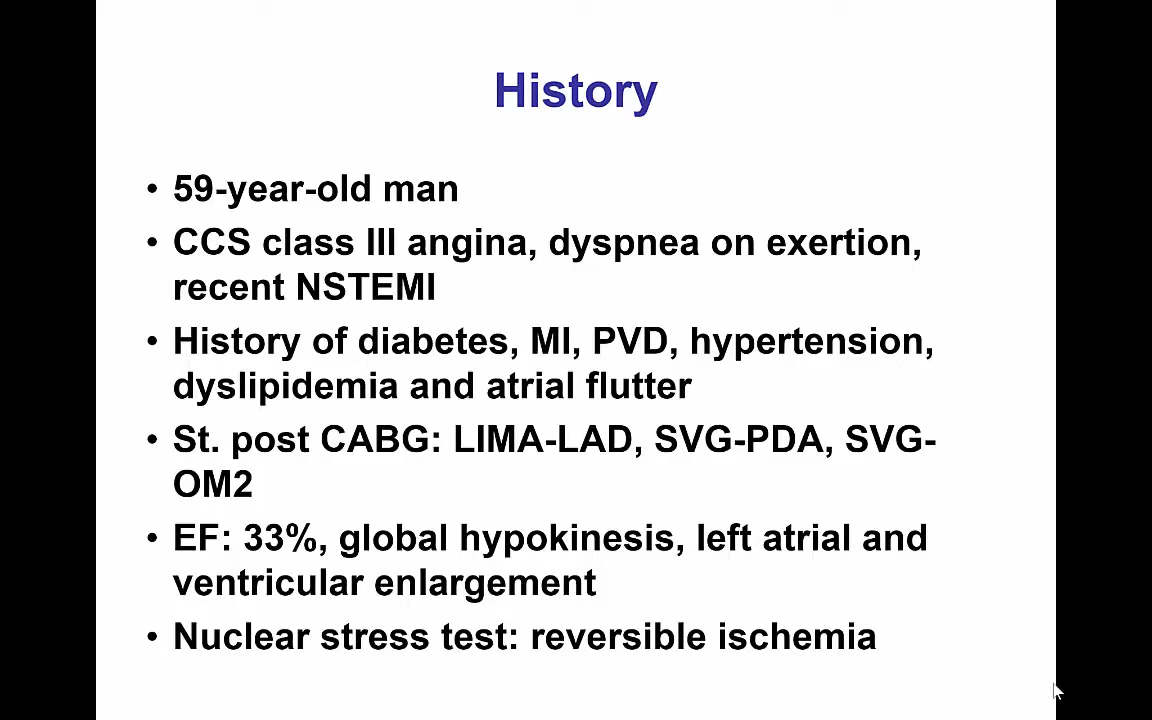 History
• 59-year-old man
• CCS class III angina, dyspnea on exertion,
recent NSTEMI
• History of diabetes, MI, PVD, hypertension,
dyslipidemia and atrial flutter
• St. post CABG: LIMA-LAD, SVG-PDA, SVG-
OM2
• EF: 33%, global hypokinesis, left atrial and
ventricular enlargement
• Nuclear stress test: reversible ischemia